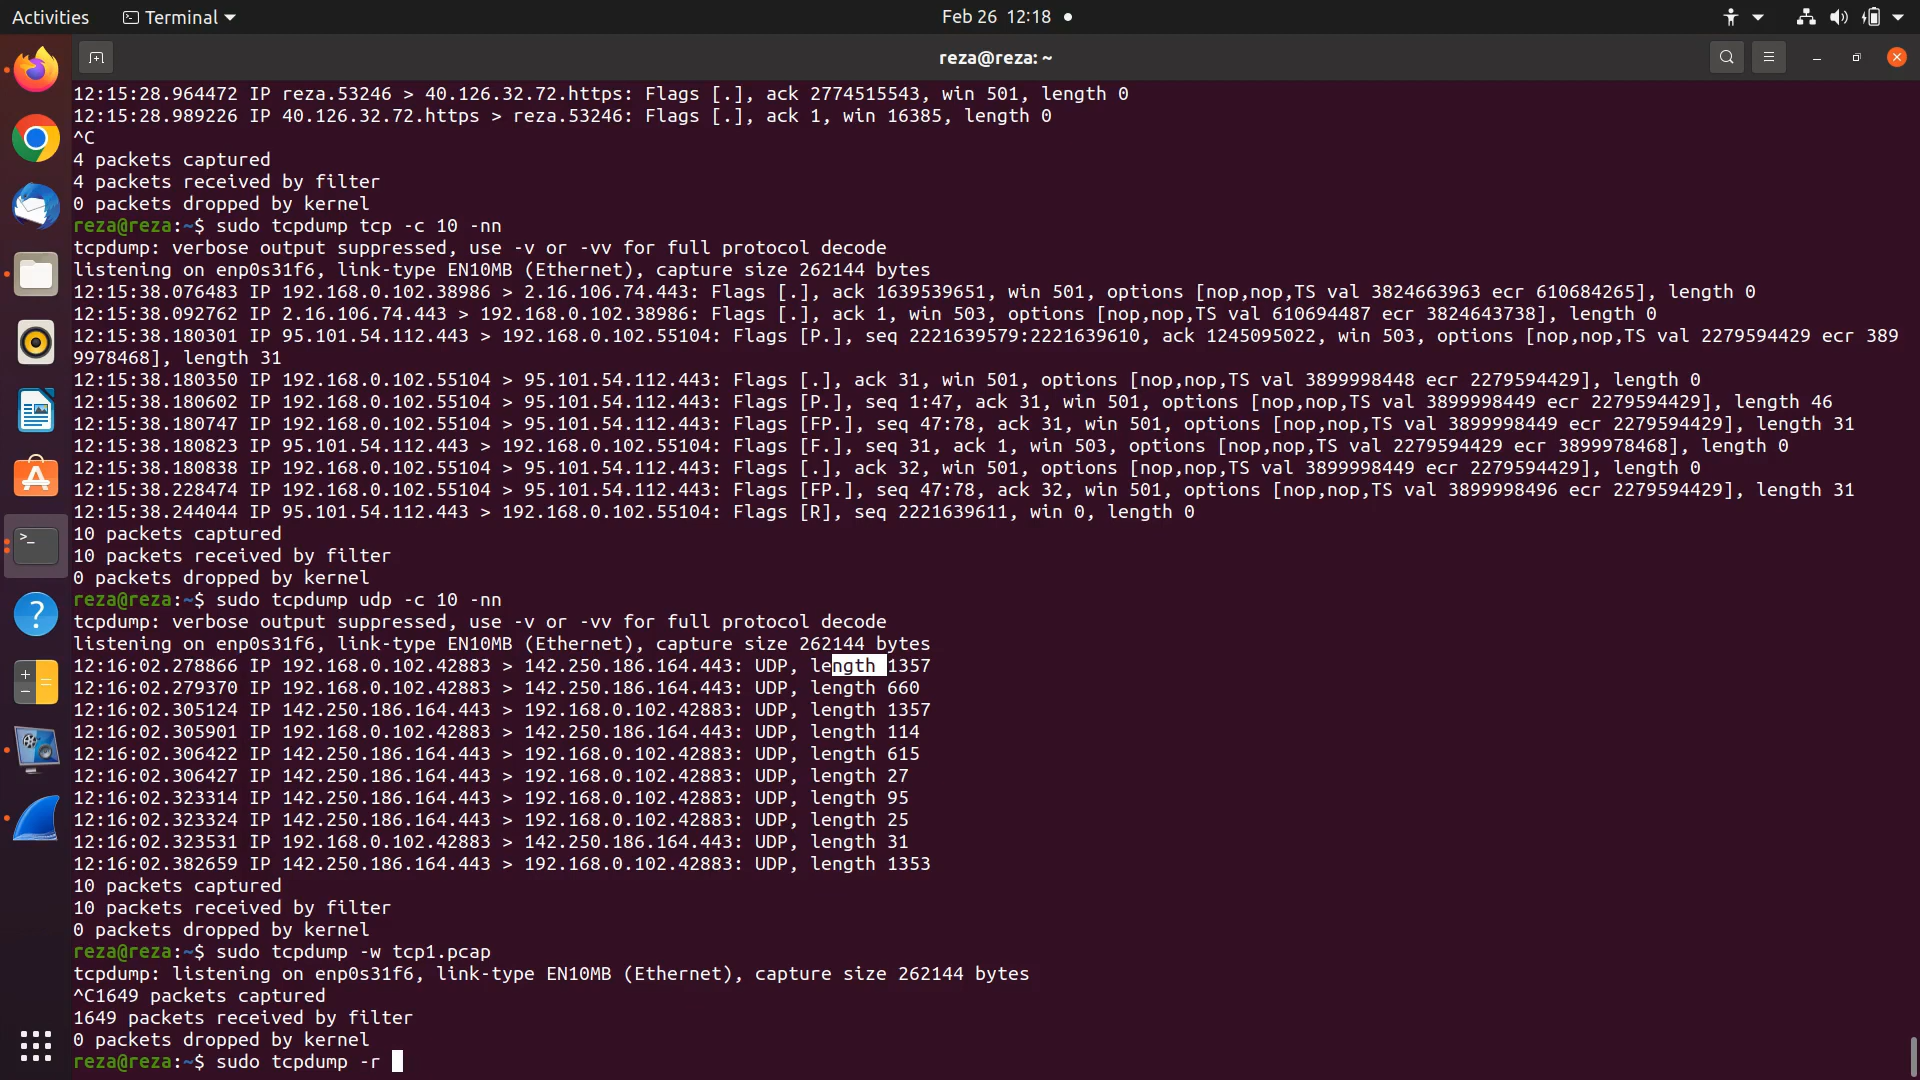 Activities
Terminal
Feb 26 12:18
reza@reza: ~
12:15:28.964472 IP reza.53246 > 40.126.32.72.https: Flags [.], ack 2774515543, win 501, length 0
12:15:28.989226 IP 40.126.32.72.https > reza.53246: Flags [.], ack 1, win 16385, length 0
^C
4 packets captured
4 packets received by filter
0 packets dropped by kernel
reza@reza:~$ sudo tcpdump tcp -c 10 -nn
tcpdump: verbose output suppressed, use -v or -vv for full protocol decode
listening on enp0s31f6, link-type EN10MB (Ethernet), capture size 262144 bytes
12:15:38.076483 IP 192.168.0.102.38986 > 2.16.106.74.443: Flags [.], ack 1639539651, win 501, options [nop,nop,TS val 3824663963 ecr 610684265], length 0
12:15:38.092762 IP 2.16.106.74.443 > 192.168.0.102.38986: Flags [.], ack 1, win 503, options [nop,nop,TS val 610694487 ecr 3824643738], length 0
12:15:38.180301 IP 95.101.54.112.443 > 192.168.0.102.55104: Flags [P.], seq 2221639579:2221639610, ack 1245095022, win 503, options [nop,nop,TS val 2279594429 ecr 389
9978468], length 31
12:15:38.180350 IP 192.168.0.102.55104 > 95.101.54.112.443: Flags [.], ack 31, win 501, options [nop,nop,TS val 3899998448 ecr 2279594429], length 0
12:15:38.180602 IP 192.168.0.102.55104 > 95.101.54.112.443: Flags [P.], seq 1:47, ack 31, win 501, options [nop,nop,TS val 3899998449 ecr 2279594429], length 46
12:15:38.180747 IP 192.168.0.102.55104 > 95.101.54.112.443: Flags [FP.], seq 47:78, ack 31, win 501, options [nop,nop,TS val 3899998449 ecr 2279594429], length 31
12:15:38.180823 IP 95.101.54.112.443 > 192.168.0.102.55104: Flags [F.], seq 31, ack 1, win 503, options [nop,nop,TS val 2279594429 ecr 3899978468], length 0
12:15:38.180838 IP 192.168.0.102.55104 > 95.101.54.112.443: Flags [.], ack 32, win 501, options [nop,nop,TS val 3899998449 ecr 2279594429], length 0
12:15:38.228474 IP 192.168.0.102.55104 > 95.101.54.112.443: Flags [FP.], seq 47:78, ack 32, win 501, options [nop,nop,TS val 3899998496 ecr 2279594429], length 31
12:15:38.244044 IP 95.101.54.112.443 > 192.168.0.102.55104: Flags [R], seq 2221639611, win 0, length 0
10 packets captured
10 packets received by filter
0 packets dropped by kernel
reza@reza:~$ sudo tcpdump udp -c 10 -nn
tcpdump: verbose output suppressed, use -v or -vv for full protocol decode
listening on enp0s31f6, link-type EN10MB (Ethernet), capture size 262144 bytes
12:16:02.278866 IP 192.168.0.102.42883 > 142.250.186.164.443: UDP, length 1357
12:16:02.279370 IP 192.168.0.102.42883 > 142.250.186.164.443: UDP, length 660
12:16:02.305124 IP 142.250.186.164.443 > 192.168.0.102.42883: UDP, length 1357
12:16:02.305901 IP 192.168.0.102.42883 > 142.250.186.164.443: UDP, length 114
12:16:02.306422 IP 142.250.186.164.443 > 192.168.0.102.42883: UDP, length 615
12:16:02.306427 IP 142.250.186.164.443 > 192.168.0.102.42883: UDP, length 27
12:16:02.323314 IP 142.250.186.164.443 > 192.168.0.102.42883: UDP, length 95
12:16:02.323324 IP 142.250.186.164.443 > 192.168.0.102.42883: UDP, length 25
12:16:02.323531 IP 192.168.0.102.42883 > 142.250.186.164.443: UDP, length 31
12:16:02.382659 IP 142.250.186.164.443 > 192.168.0.102.42883: UDP, length 1353
10 packets captured
10 packets received by filter
0 packets dropped by kernel
reza@reza:~$ sudo tcpdump -w tcp1.pcap
tcpdump: listening on enp0s31f6, link-type EN10MB (Ethernet), capture size 262144 bytes
^C1649 packets captured
1649 packets received by filter
0 packets dropped by kernel
reza@reza:~$ sudo tcpdump -r